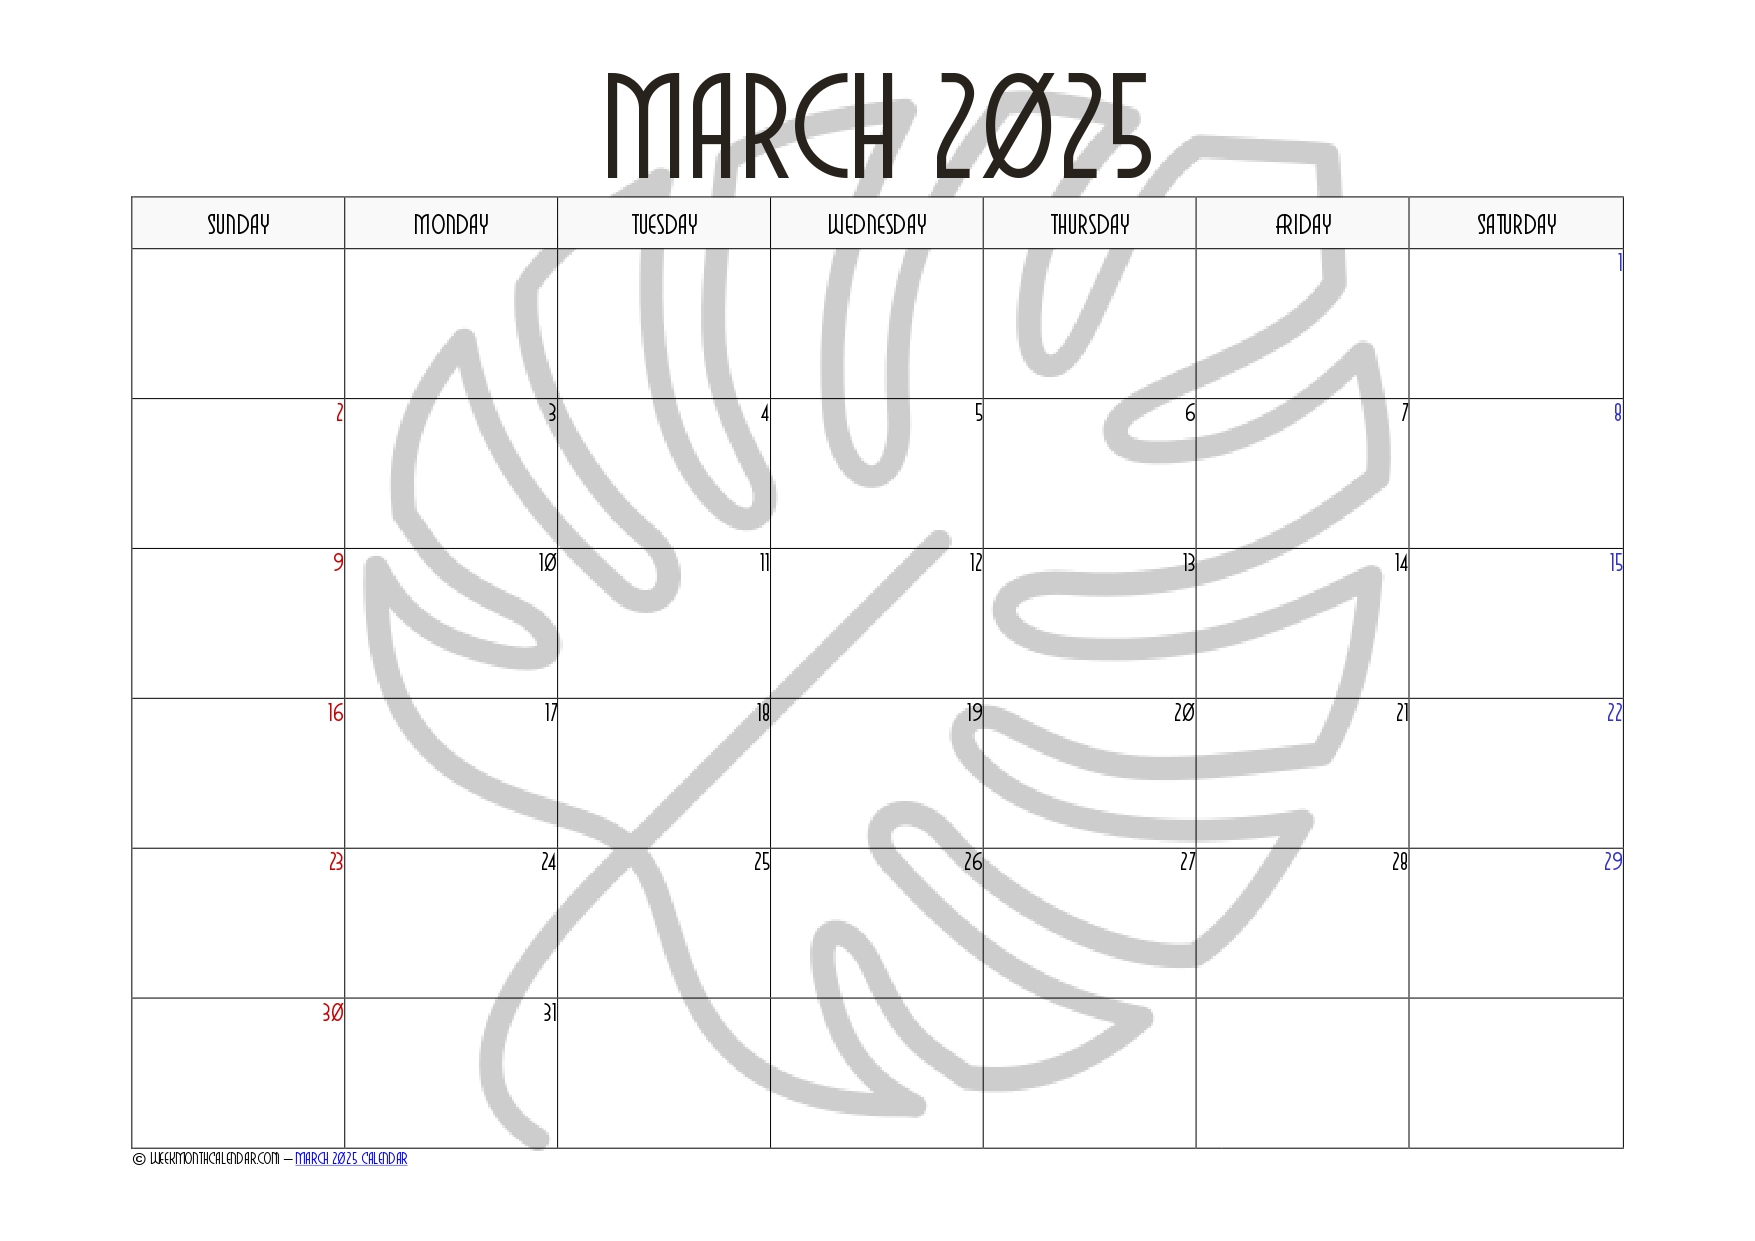 MARCH 2025
SUNDAY MONDAY TUESDAY WEDNESDAY THURSDAY FRIDAY SATURDAY
1
2 3 4 5 6 7 8
9 10 11 12 13 14 15
16 17 18 19 20 21 22
23 24 25 26 27 28 29
30 31
© WEEKMONTHCALENDAR.COM – MARCH 2025 CALENDAR